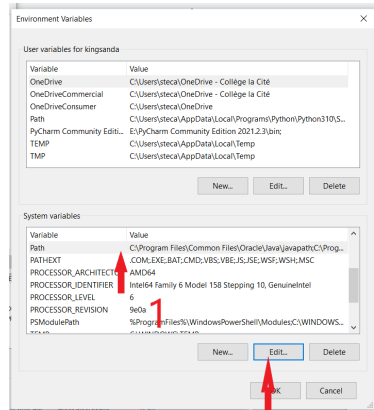 Environment Variables
User variables for kingsanda
Variable Value
OneDrive C:\Users\steca\OneDrive - Collège la Cité
OneDriveCommercial C:\Users\steca\OneDrive - Collège la Cité
OneDriveConsumer C:\Users\steca\OneDrive
Path C:\Users\steca\AppData\Local\Programs\Python\Python310\S...
PyCharm Community Editi... E:\PyCharm Community Edition 2021.2.3\bin;
TEMP C:\Users\steca\AppData\Local\Temp
TMP C:\Users\steca\AppData\Local\Temp
New... Edit... Delete
System variables
Variable Value
Path C:\Program Files\Common Files\Oracle\Java\javapath;C:\Prog...
PATHEXT .COM;.EXE;.BAT;.CMD;.VBS;.VBE;.JS;.JSE;.WSF;.WSH;.MSC
PROCESSOR_ARCHITECTU AMD64
PROCESSOR_IDENTIFIER Intel64 Family 6 Model 158 Stepping 10, GenuineIntel
PROCESSOR_LEVEL 6
PROCESSOR_REVISION 9e0a
1
PSModulePath %ProgramFiles%\WindowsPowerShell\Modules;C:\WINDOWS...
New... Edit... Delete
OK Cancel